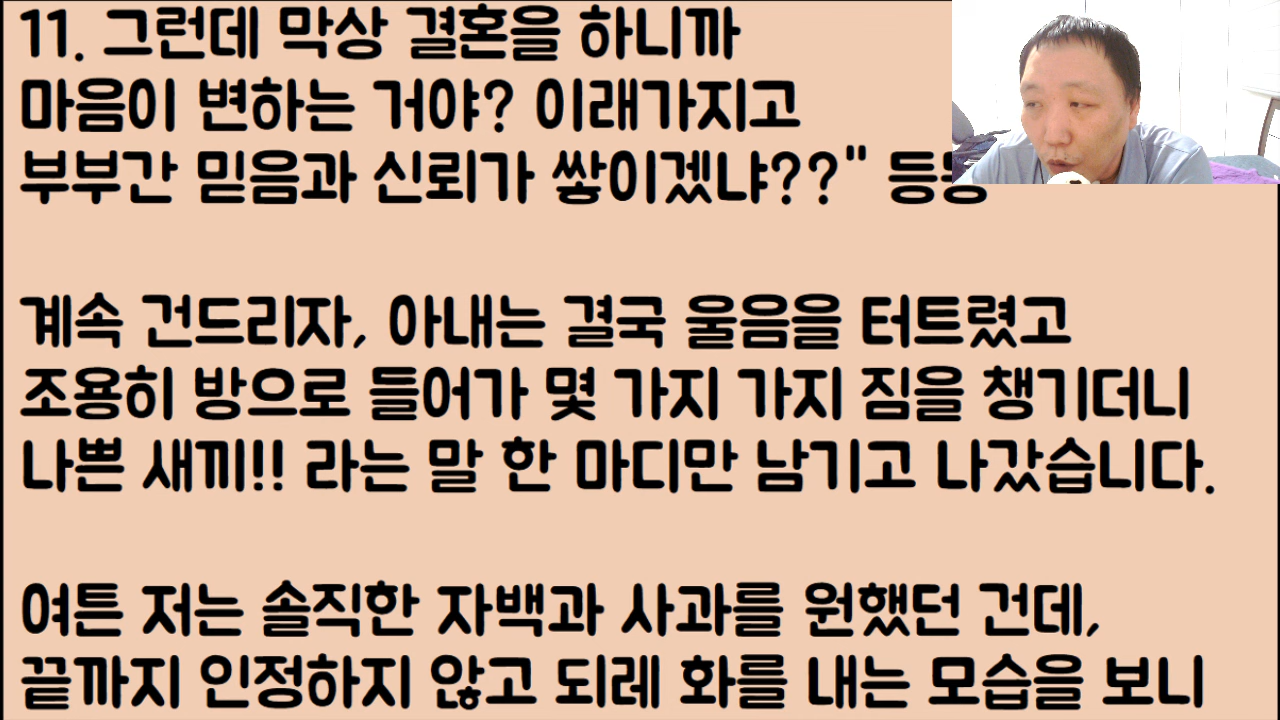 11. 그런데 막상 결혼을 하니까
마음이 변하는 거야? 이래가지고
부부간 믿음과 신뢰가 쌓이겠냐??" 등등
계속 건드리자, 아내는 결국 울음을 터트렸고
조용히 방으로 들어가 몇 가지 가지 짐을 챙기더니
나쁜 새끼!! 라는 말 한 마디만 남기고 나갔습니다.
여튼 저는 솔직한 자백과 사과를 원했던 건데,
끝까지 인정하지 않고 되레 화를 내는 모습을 보니